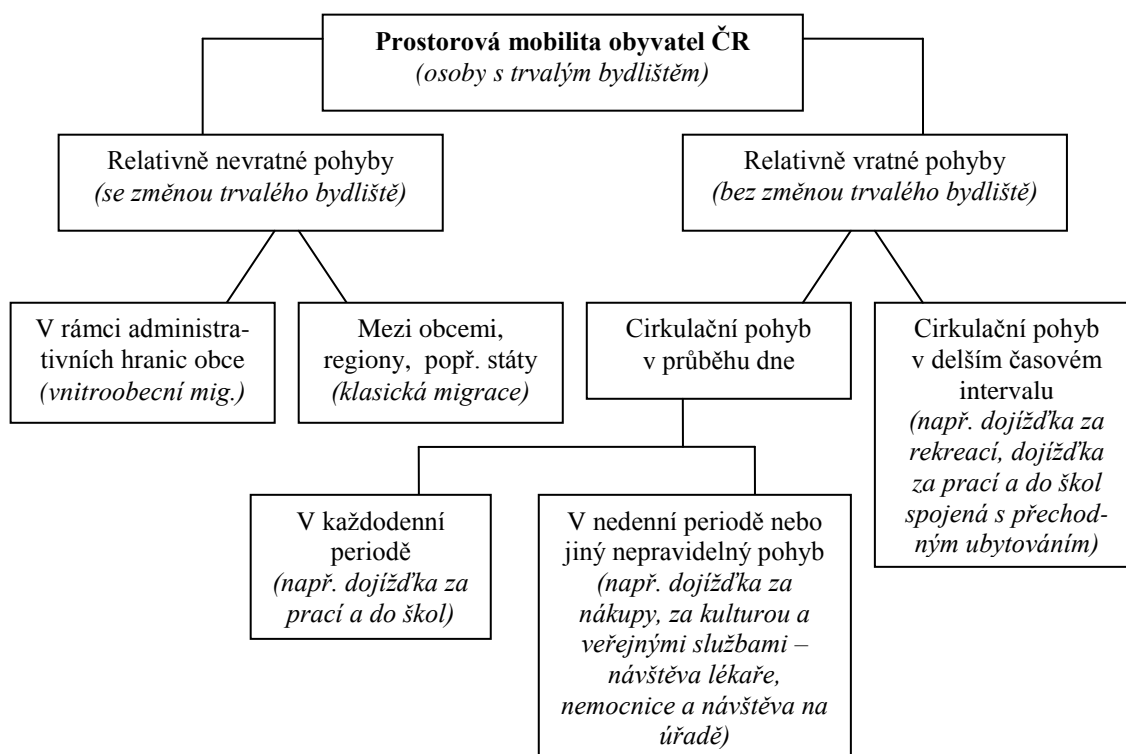 Prostorová mobilita obyvatel ČR
(osoby s trvalým bydlištěm)
Relativně nevratné pohyby
(se změnou trvalého bydliště)
Relativně vratné pohyby
(bez změnou trvalého bydliště)
V rámci administra-
tivních hranic obce
(vnitroobecní mig.)
Mezi obcemi,
regiony, popř. státy
(klasická migrace)
Cirkulační pohyb
v průběhu dne
Cirkulační pohyb
v delším časovém
intervalu
(např. dojížďka za
rekreací, dojížďka
za prací a do škol
spojená s přechod-
ným ubytováním)
V každodenní
periodě
(např. dojížďka za
prací a do škol)
V nedenní periodě nebo
jiný nepravidelný pohyb
(např. dojížďka za
nákupy, za kulturou a
veřejnými službami –
návštěva lékaře,
nemocnice a návštěva na
úřadě)